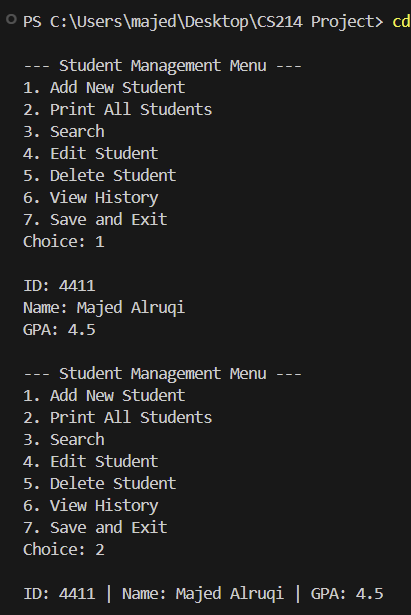 PS C:\Users\majed\Desktop\CS214 Project> cd
--- Student Management Menu ---
1. Add New Student
2. Print All Students
3. Search
4. Edit Student
5. Delete Student
6. View History
7. Save and Exit
Choice: 1
ID: 4411
Name: Majed Alruqi
GPA: 4.5
--- Student Management Menu ---
1. Add New Student
2. Print All Students
3. Search
4. Edit Student
5. Delete Student
6. View History
7. Save and Exit
Choice: 2
ID: 4411 | Name: Majed Alruqi | GPA: 4.5